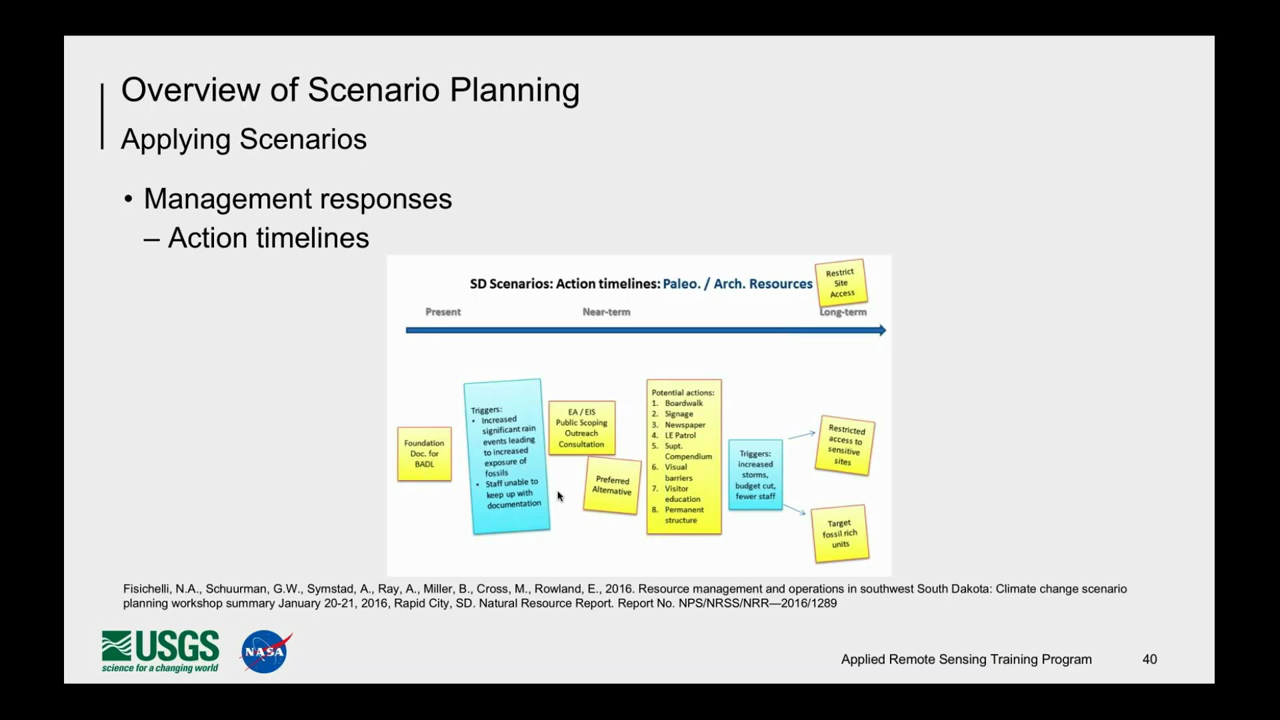 Overview of Scenario Planning
Applying Scenarios
• Management responses
– Action timelines
SD Scenarios: Action timelines: Paleo. / Arch. Resources
Restrict
Site
Access
Present
Near-term
Long-term
Foundation
Doc. for
BADL
Triggers:
• Increased
significant rain
events leading
to increased
exposure of
fossils
• Staff unable to
keep up with
documentation
EA / EIS
Public Scoping
Outreach
Consultation
Preferred
Alternative
Potential actions:
1. Boardwalk
2. Signage
3. Newspaper
4. LE Patrol
5. Supt.
Compendium
6. Visual
barriers
7. Visitor
education
8. Permanent
structure
Triggers:
increased
storms,
budget cut,
fewer staff
Restricted
access to
sensitive
sites
Target
fossil rich
units
Fisichelli, N.A., Schuurman, G.W., Symstad, A., Ray, A., Miller, B., Cross, M., Rowland, E., 2016. Resource management and operations in southwest South Dakota: Climate change scenario
planning workshop summary January 20-21, 2016, Rapid City, SD. Natural Resource Report. Report No. NPS/NRSS/NRR—2016/1289
USGS
science for a changing world
NASA
Applied Remote Sensing Training Program
40